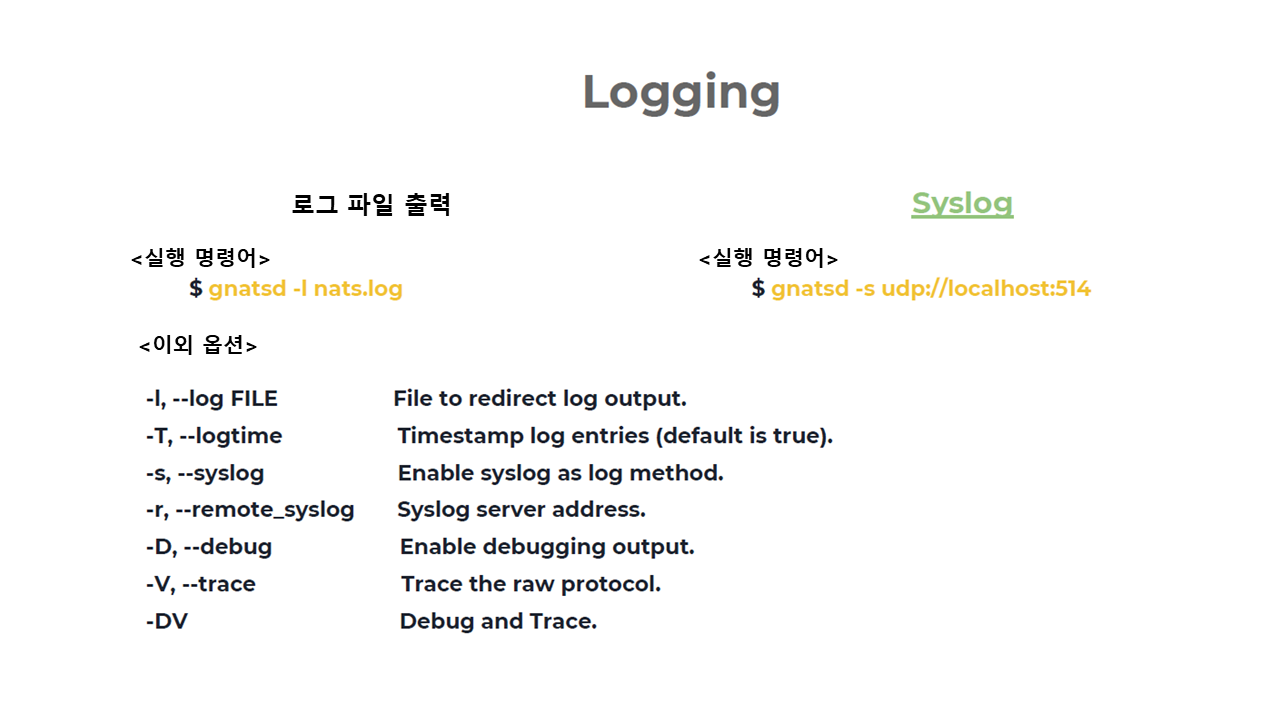 Logging
로그 파일 출력
<실행 명령어>
$ gnatsd -l nats.log
Syslog
<실행 명령어>
$ gnatsd -s udp://localhost:514
<이외 옵션>
-l, --log FILE File to redirect log output.
-T, --logtime Timestamp log entries (default is true).
-s, --syslog Enable syslog as log method.
-r, --remote_syslog Syslog server address.
-D, --debug Enable debugging output.
-V, --trace Trace the raw protocol.
-DV Debug and Trace.